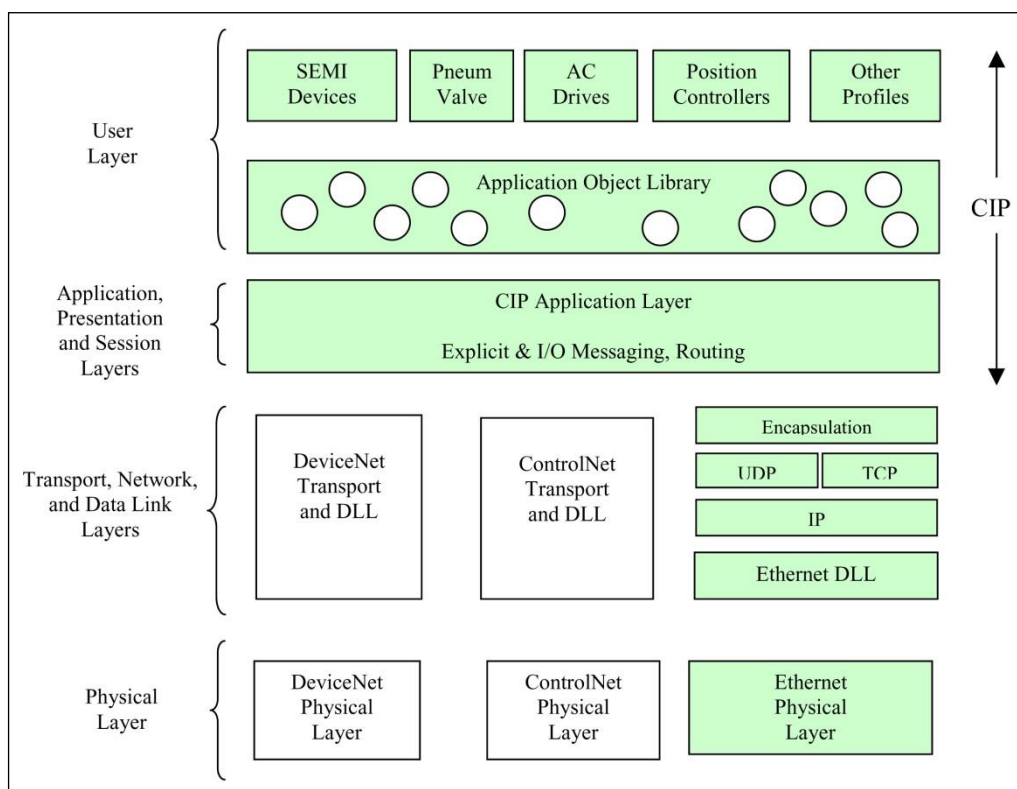 User
Layer
SEMI
Devices
Pneum
Valve
AC
Drives
Position
Controllers
Other
Profiles
Application Object Library
CIP
Application,
Presentation
and Session
Layers
CIP Application Layer
Explicit & I/O Messaging, Routing
Transport, Network,
and Data Link
Layers
DeviceNet
Transport
and DLL
ControlNet
Transport
and DLL
Encapsulation
UDP
TCP
IP
Ethernet DLL
Physical
Layer
DeviceNet
Physical
Layer
ControlNet
Physical
Layer
Ethernet
Physical
Layer